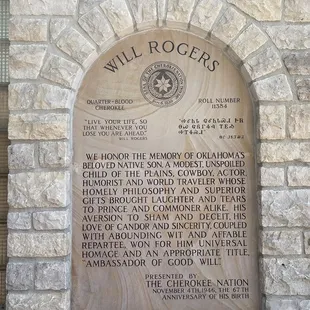 WILL ROGERS
QUARTER-BLOOD
CHEROKEE
ROLL NUMBER
11384
"LIVE YOUR LIFE, SO
THAT WHENEVER YOU
LOSE YOU ARE AHEAD."
WILL ROGERS
WE HONOR THE MEMORY OF OKLAHOMA'S
BELOVED NATIVE SON, A MODEST, UNSPOILED
CHILD OF THE PLAINS, COWBOY, ACTOR,
HUMORIST AND WORLD TRAVELER WHOSE
HOMELY PHILOSOPHY AND SUPERIOR
GIFTS BROUGHT LAUGHTER AND TEARS
TO PRINCE AND COMMONER ALIKE. HIS
AVERSION TO SHAM AND DECEIT, HIS
LOVE OF CANDOR AND SINCERITY, COUPLED
WITH ABOUNDING WIT AND AFFABLE
REPARTEE, WON FOR HIM UNIVERSAL
HOMAGE AND AN APPROPRIATE TITLE,
"AMBASSADOR OF GOOD WILL".
PRESENTED BY
THE CHEROKEE NATION
NOVEMBER 4TH, 1946, THE 67TH
ANNIVERSARY OF HIS BIRTH